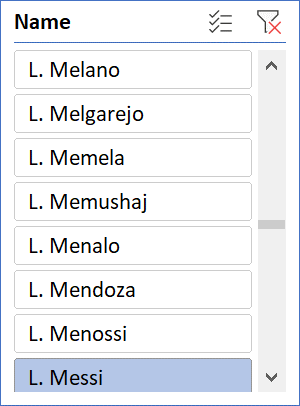 Name
L. Melano
L. Melgarejo
L. Memela
L. Memushaj
L. Menalo
L. Mendoza
L. Menossi
L. Messi